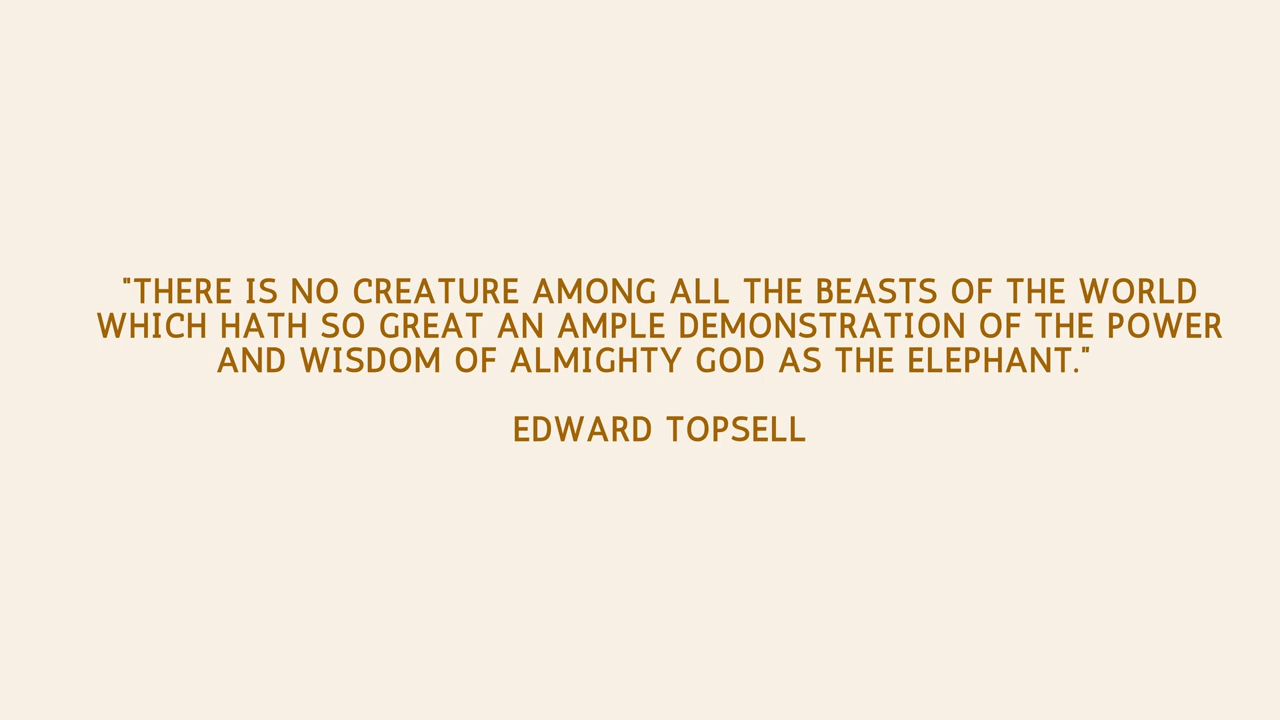 "THERE IS NO CREATURE AMONG ALL THE BEASTS OF THE WORLD
WHICH HATH SO GREAT AN AMPLE DEMONSTRATION OF THE POWER
AND WISDOM OF ALMIGHTY GOD AS THE ELEPHANT."
EDWARD TOPSELL